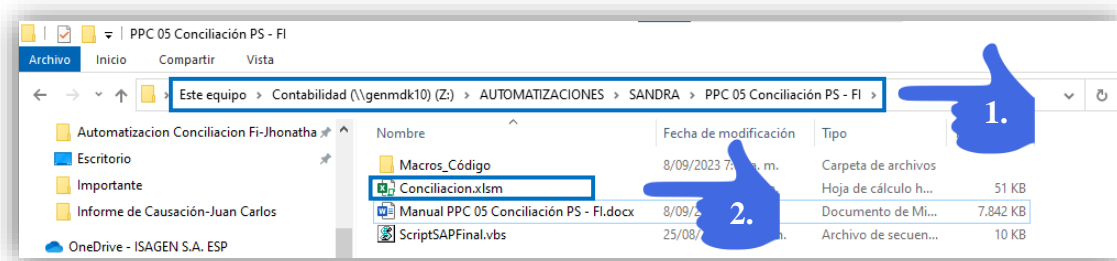 PPC 05 Conciliación PS - FI
Archivo Inicio Compartir Vista
Este equipo > Contabilidad (\\genmdk10) (Z:) > AUTOMATIZACIONES > SANDRA > PPC 05 Conciliación PS - FI >
1.
Automatizacion Conciliacion Fi-Jhonatha
Escritorio
Importante
Informe de Causación-Juan Carlos
OneDrive - ISAGEN S.A. ESP
Nombre Fecha de modificación Tipo
Macros_Código 8/09/2023 7: m. Carpeta de archivos
Conciliacion.xlsm Hoja de cálculo h... 51 KB
Manual PPC 05 Conciliación PS - FI.docx 8/09/2 Documento de Mi... 7.842 KB
ScriptSAPFinal.vbs 25/08/ Archivo de secuen... 10 KB
2.